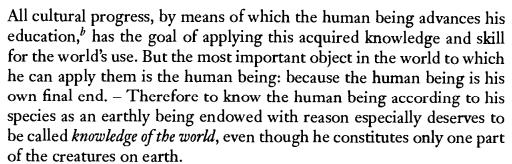 All cultural progress, by means of which the human being advances his
education,ᵇ has the goal of applying this acquired knowledge and skill
for the world's use. But the most important object in the world to which
he can apply them is the human being: because the human being is his
own final end. – Therefore to know the human being according to his
species as an earthly being endowed with reason especially deserves to
be called knowledge of the world, even though he constitutes only one part
of the creatures on earth.